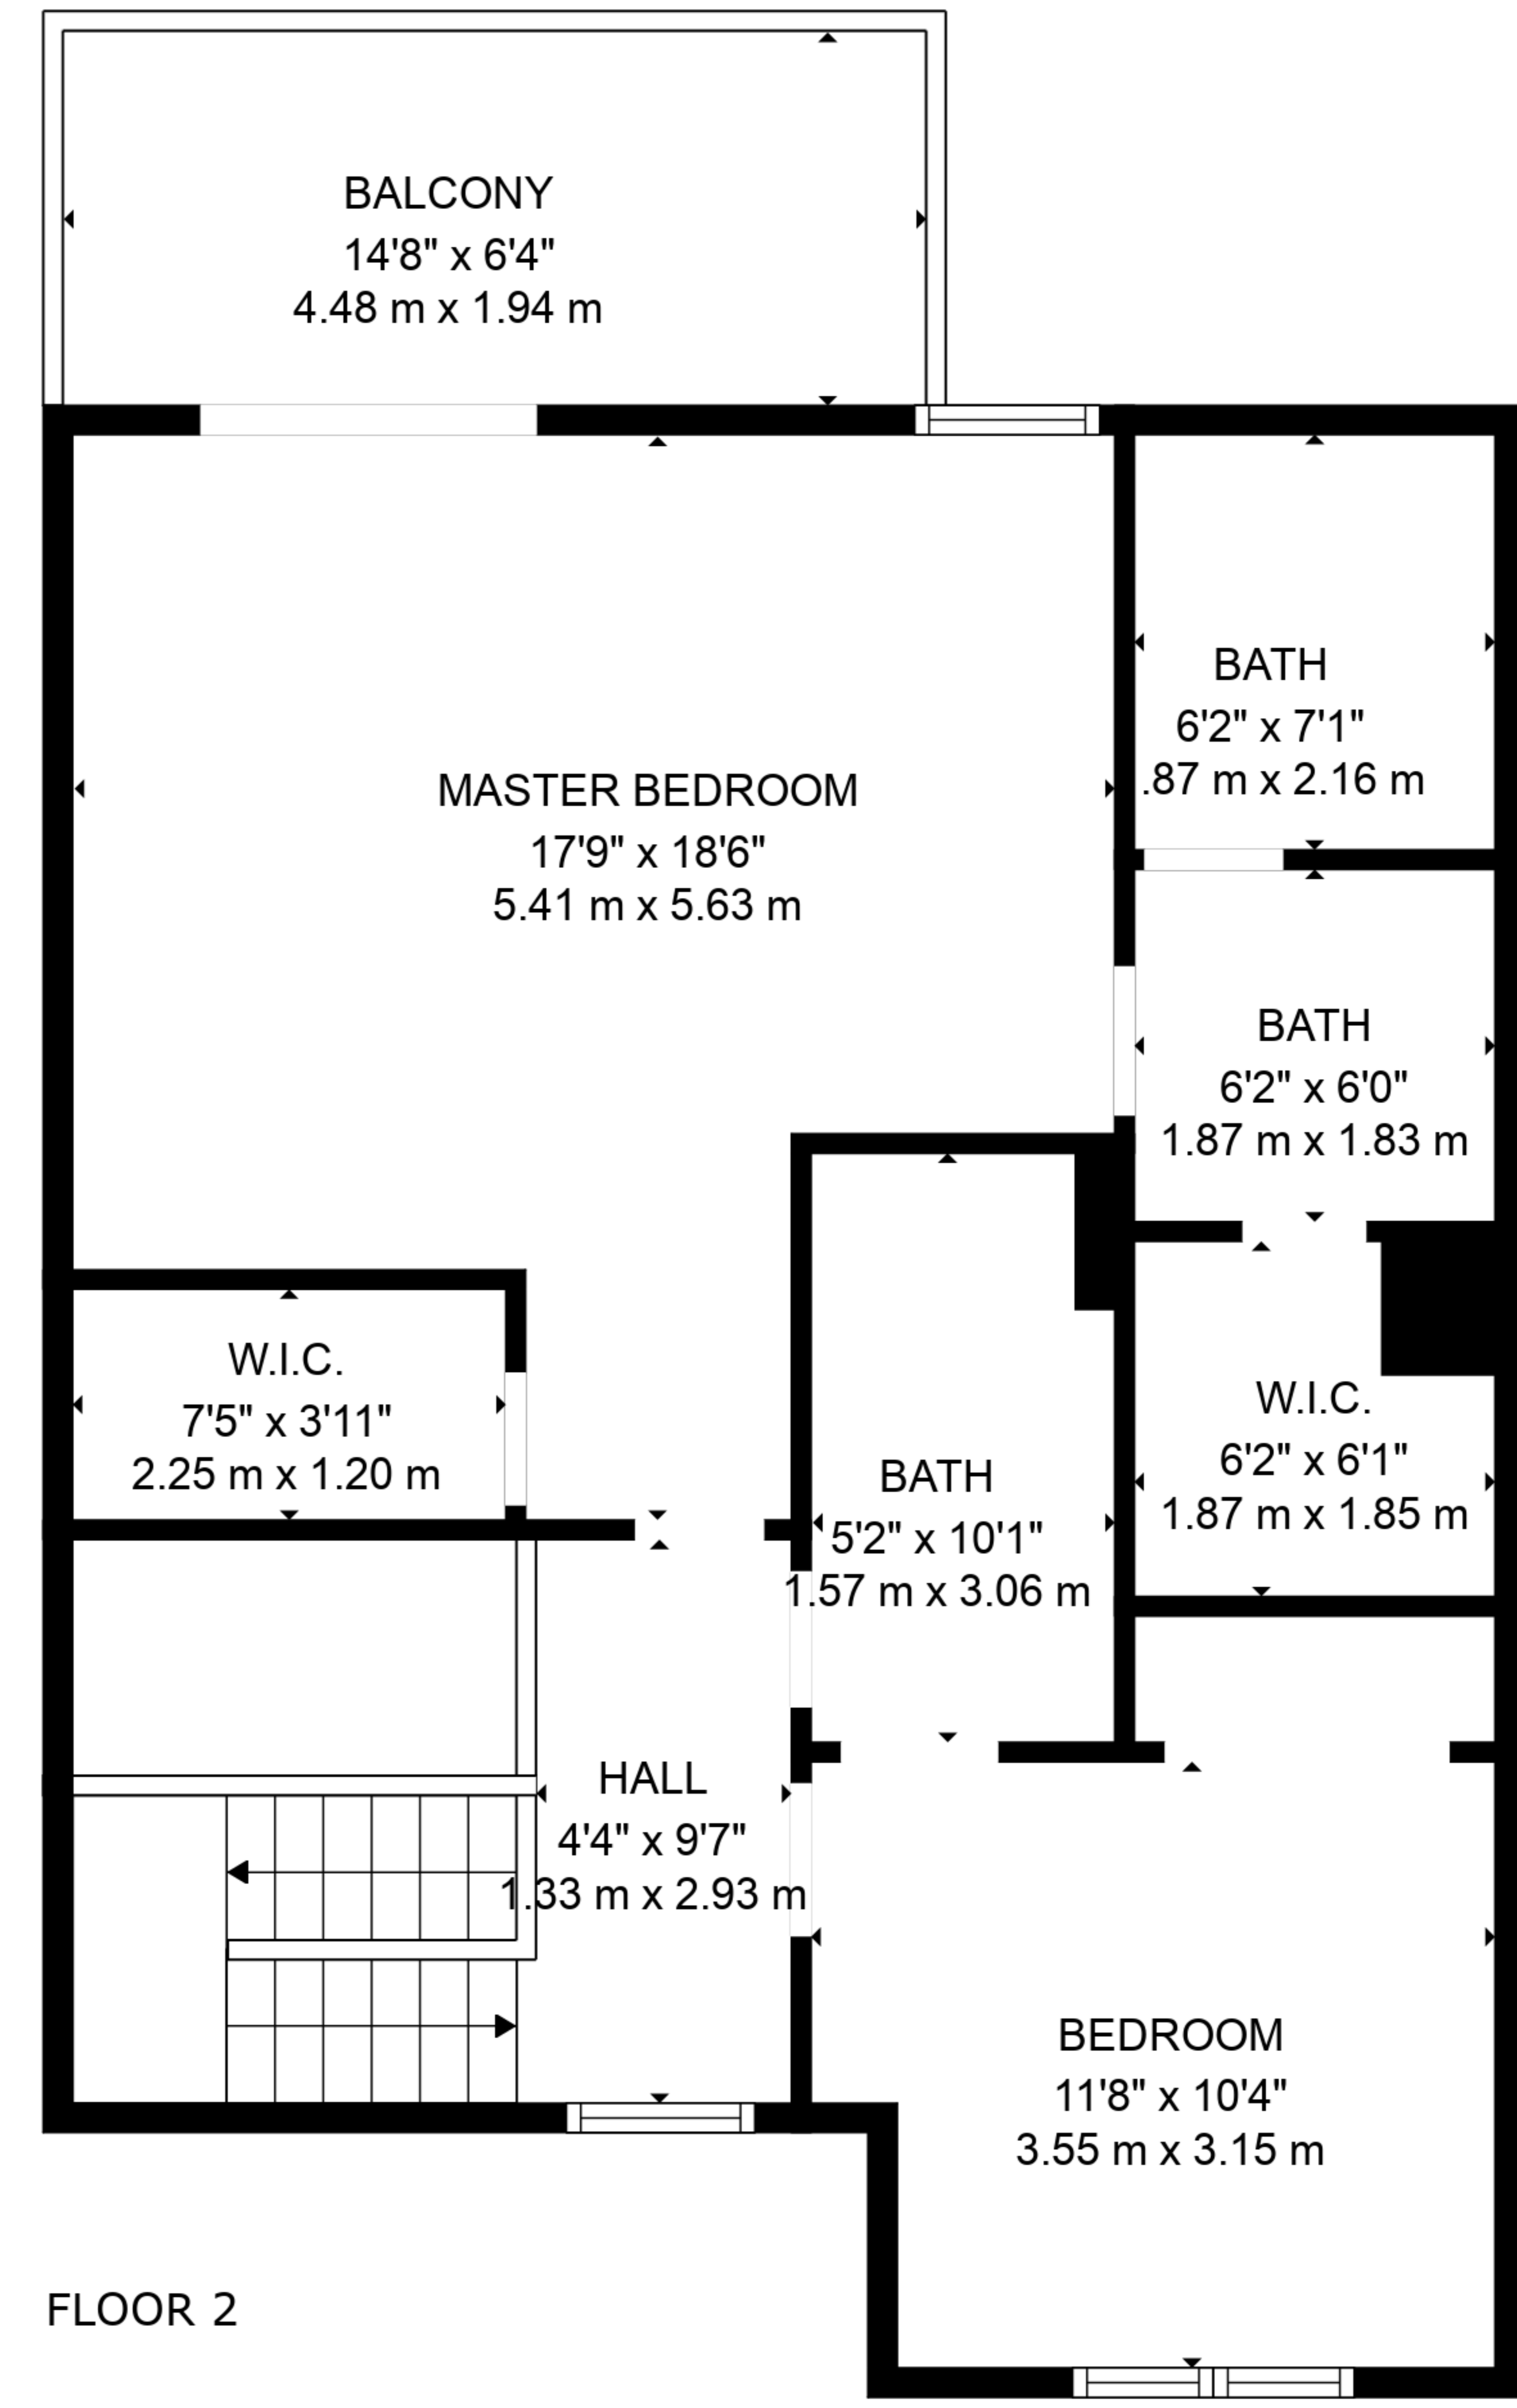 BALCONY
14'8" x 6'4"
4.48 m x 1.94 m
MASTER BEDROOM
17'9" x 18'6"
5.41 m x 5.63 m
BATH
6'2" x 7'1"
.87 m x 2.16 m
BATH
6'2" x 6'0"
1.87 m x 1.83 m
W.I.C.
7'5" x 3'11"
2.25 m x 1.20 m
W.I.C.
6'2" x 6'1"
1.87 m x 1.85 m
BATH
5'2" x 10'1"
1.57 m x 3.06 m
HALL
4'4" x 9'7"
1.33 m x 2.93 m
BEDROOM
11'8" x 10'4"
3.55 m x 3.15 m
FLOOR 2